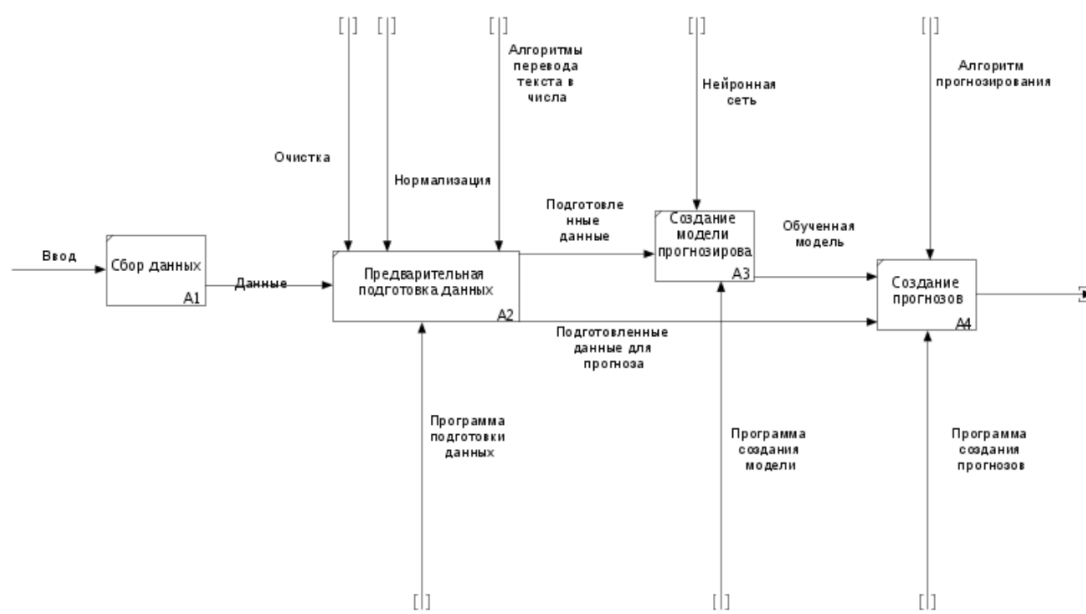 Алгоритмы
перевода
текста в
числа
Нейронная
сеть
Алгоритм
прогнозирования
Очистка
Нормализация
Ввод
Сбор данных
A1
Данные
Предварительная
подготовка данных
A2
Подготовле
нные
данные
Создание
модели
прогнозирова
A3
Обученная
модель
Создание
прогнозов
A4
Подготовленные
данные для
прогноза
Программа
подготовки
данных
Программа
создания
модели
Программа
создания
прогнозов